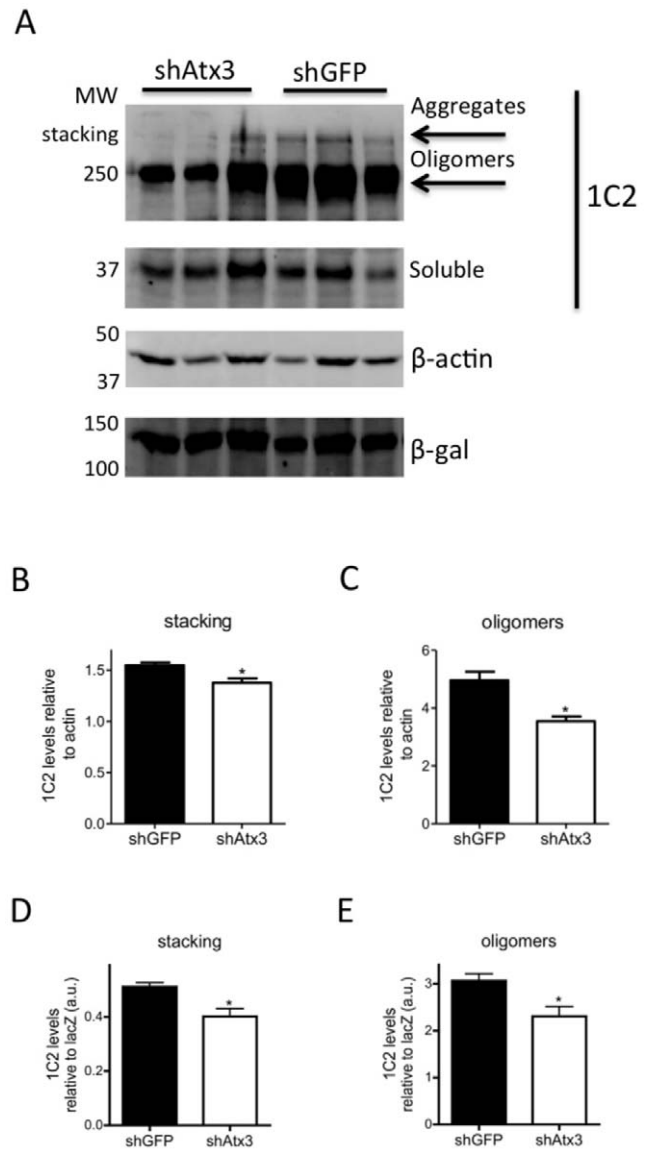 A
shAtx3 shGFP
MW
Aggregates
stacking
Oligomers
250
1C2
37 Soluble
50
β-actin
37
150
β-gal
100
B
C
stacking
oligomers
1C2 levels relative
to actin
1.5
1.0
0.5
0.0
shGFP shAtx3
*
1C2 levels relative
to actin
6
4
2
0
shGFP shAtx3
*
D
E
stacking
oligomers
1C2 levels
relative to lacZ (a.u.)
0.4
0.2
0.0
shGFP shAtx3
*
1C2 levels
relative to lacZ (a.u.)
3
2
1
0
shGFP shAtx3
*